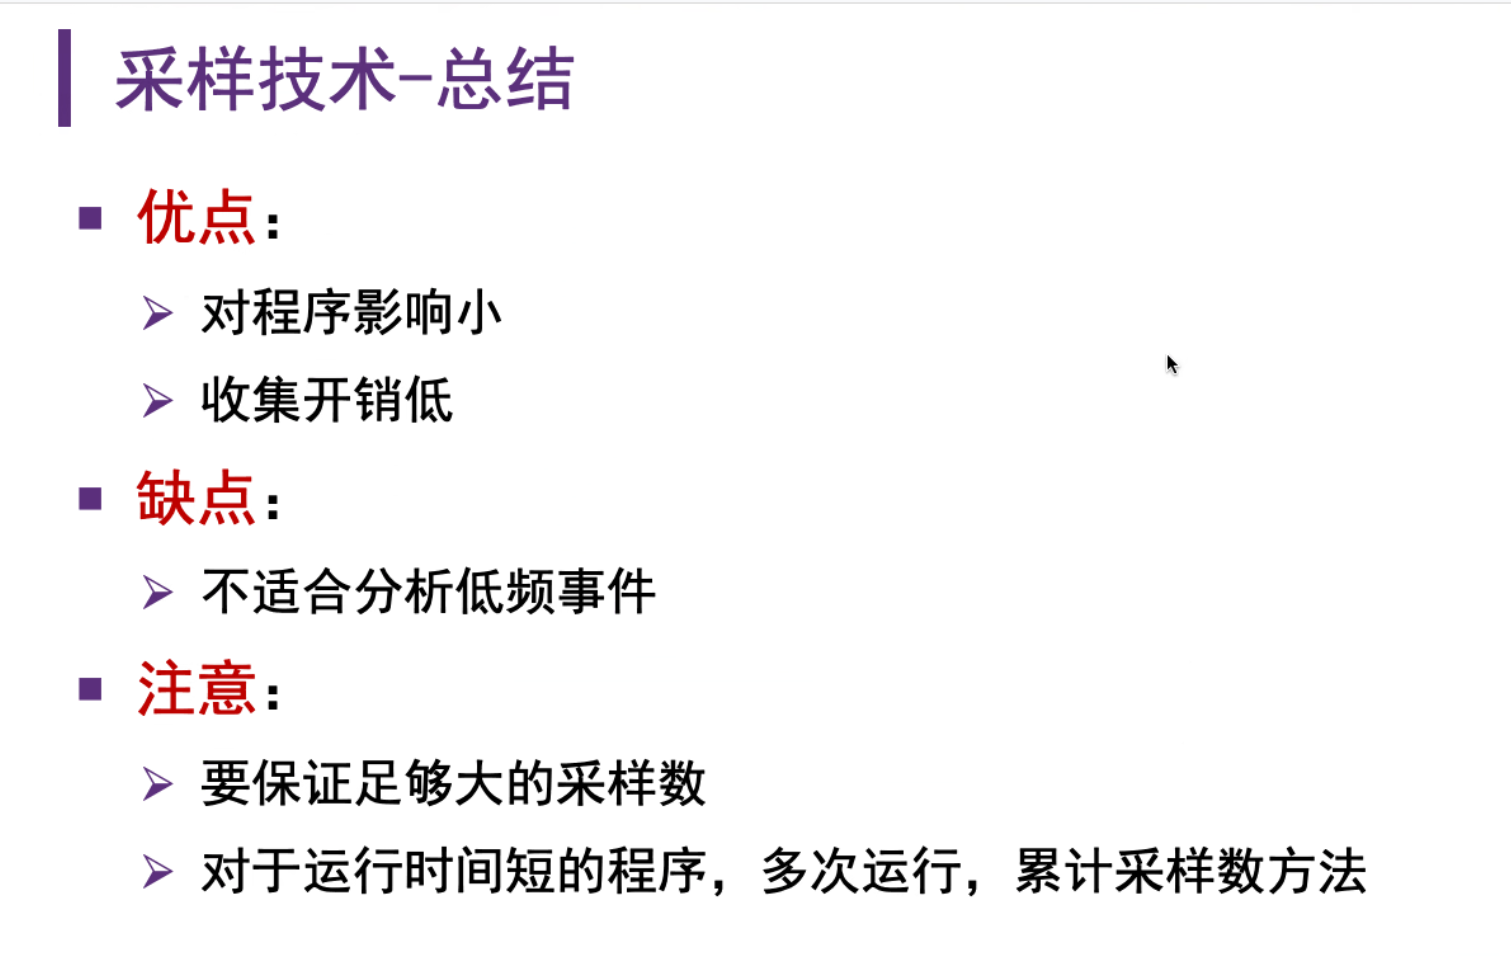 采样技术-总结
优点：
对程序影响小
收集开销低
缺点：
不适合分析低频事件
注意：
要保证足够大的采样数
对于运行时间短的程序，多次运行，累计采样数方法